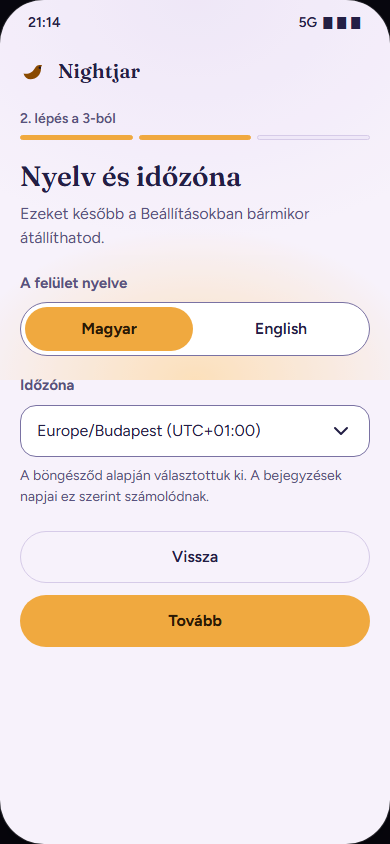 21:14
5G
Nightjar
2. lépés a 3-ból
Nyelv és időzóna
Ezeket később a Beállításokban bármikor
átállíthatod.
A felület nyelve
Magyar
English
Időzóna
Europe/Budapest (UTC+01:00)
A böngésződ alapján választottuk ki. A bejegyzések
napjai ez szerint számolódnak.
Vissza
Tovább